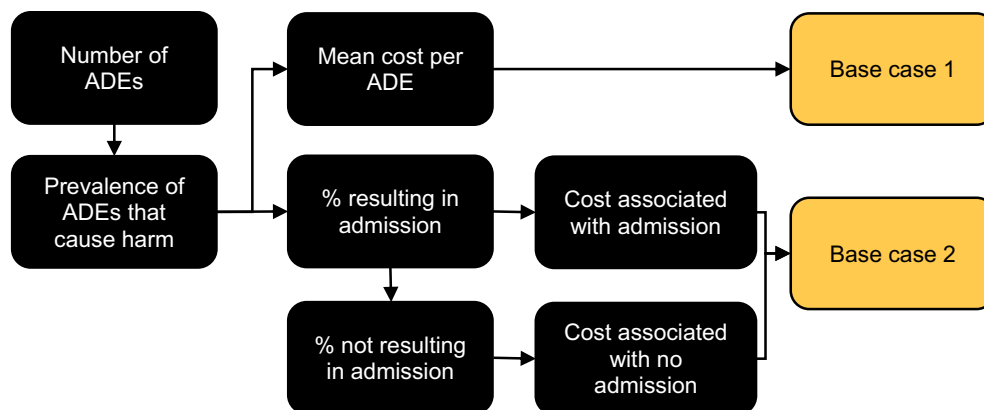 Number of
ADEs
Mean cost per
ADE
Base case 1
Prevalence of
ADEs that
cause harm
% resulting in
admission
Cost associated
with admission
Base case 2
% not resulting
in admission
Cost associated
with no
admission